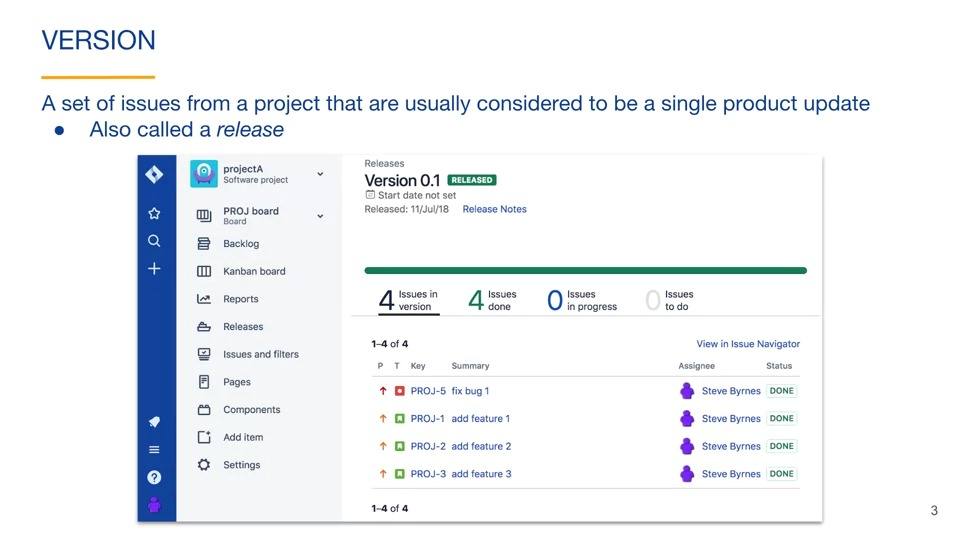 VERSION
A set of issues from a project that are usually considered to be a single product update
● Also called a release
projectA
Software project
PROJ board
Board
Backlog
Kanban board
Reports
Releases
Issues and filters
Pages
Components
Add item
Settings
Releases
Version 0.1 RELEASED
Start date not set
Released: 11/Jul/18 Release Notes
4 Issues in version
4 Issues done
0 Issues in progress
0 Issues to do
1–4 of 4 View in Issue Navigator
P T Key Summary Assignee Status
PROJ-5 fix bug 1 Steve Byrnes DONE
PROJ-1 add feature 1 Steve Byrnes DONE
PROJ-2 add feature 2 Steve Byrnes DONE
PROJ-3 add feature 3 Steve Byrnes DONE
1–4 of 4
3